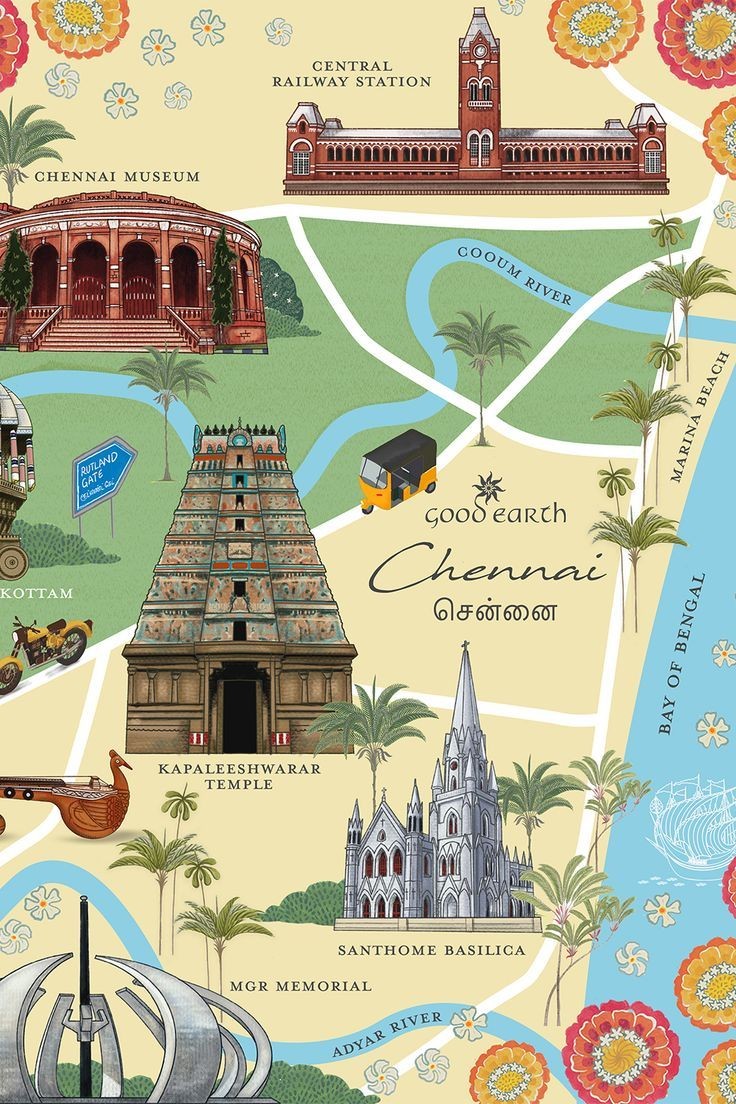 CENTRAL
RAILWAY STATION
CHENNAI MUSEUM
COOUM RIVER
MARINA BEACH
RUTLAND
GATE
GOOD EARTH
Chennai
சென்னை
KOTTAM
BAY OF BENGAL
KAPALEESHWARAR
TEMPLE
SANTHOME BASILICA
MGR MEMORIAL
ADYAR RIVER